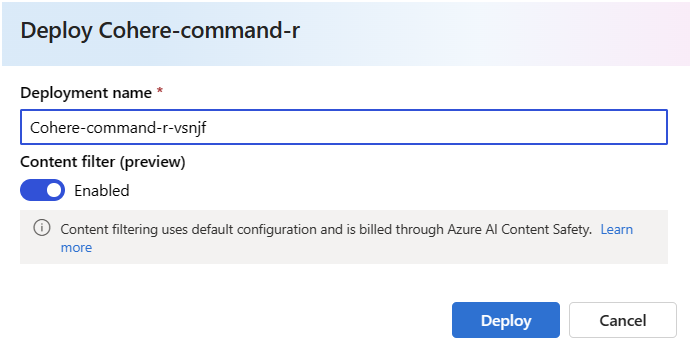 Deploy Cohere-command-r
Deployment name *
Cohere-command-r-vsnjf
Content filter (preview)
Enabled
Content filtering uses default configuration and is billed through Azure AI Content Safety. Learn
more
Deploy Cancel